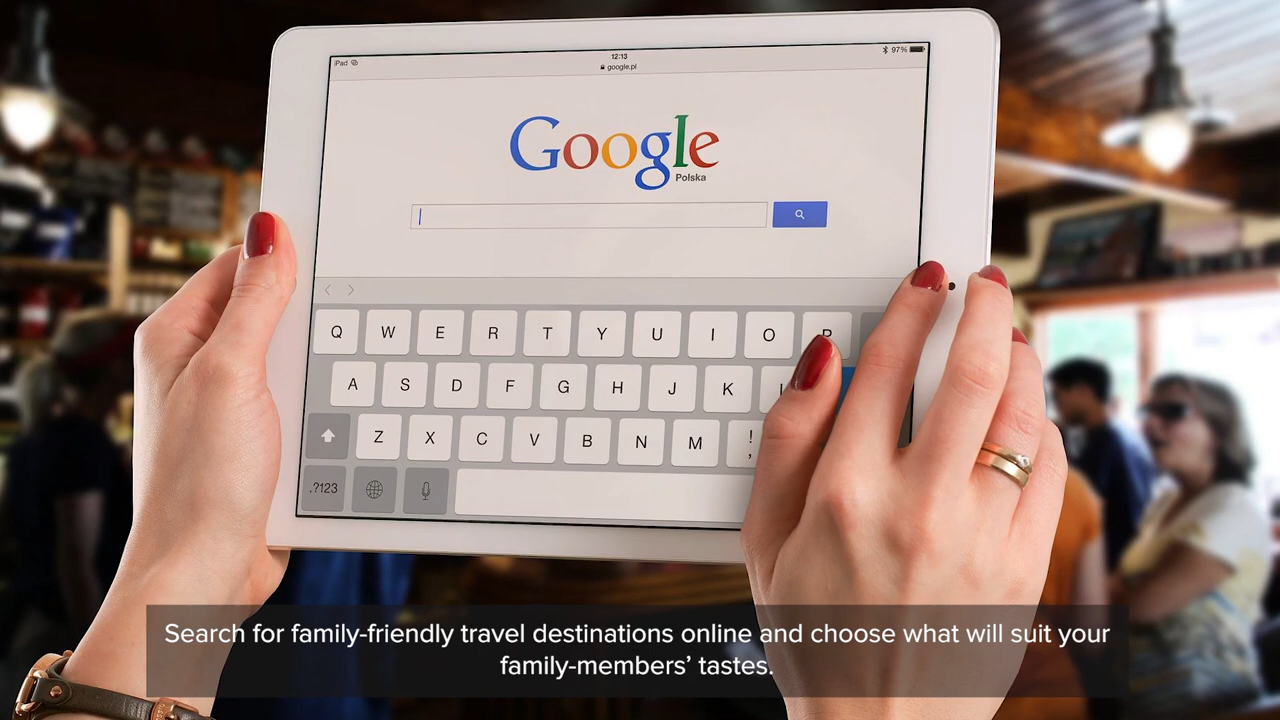 iPad
12:13
97%
google.pl
Google
Polska
Q W E R T Y U I O P
A S D F G H J K
Z X C V B N M ! ,
.?123
Search for family-friendly travel destinations online and choose what will suit your
family-members’ tastes.